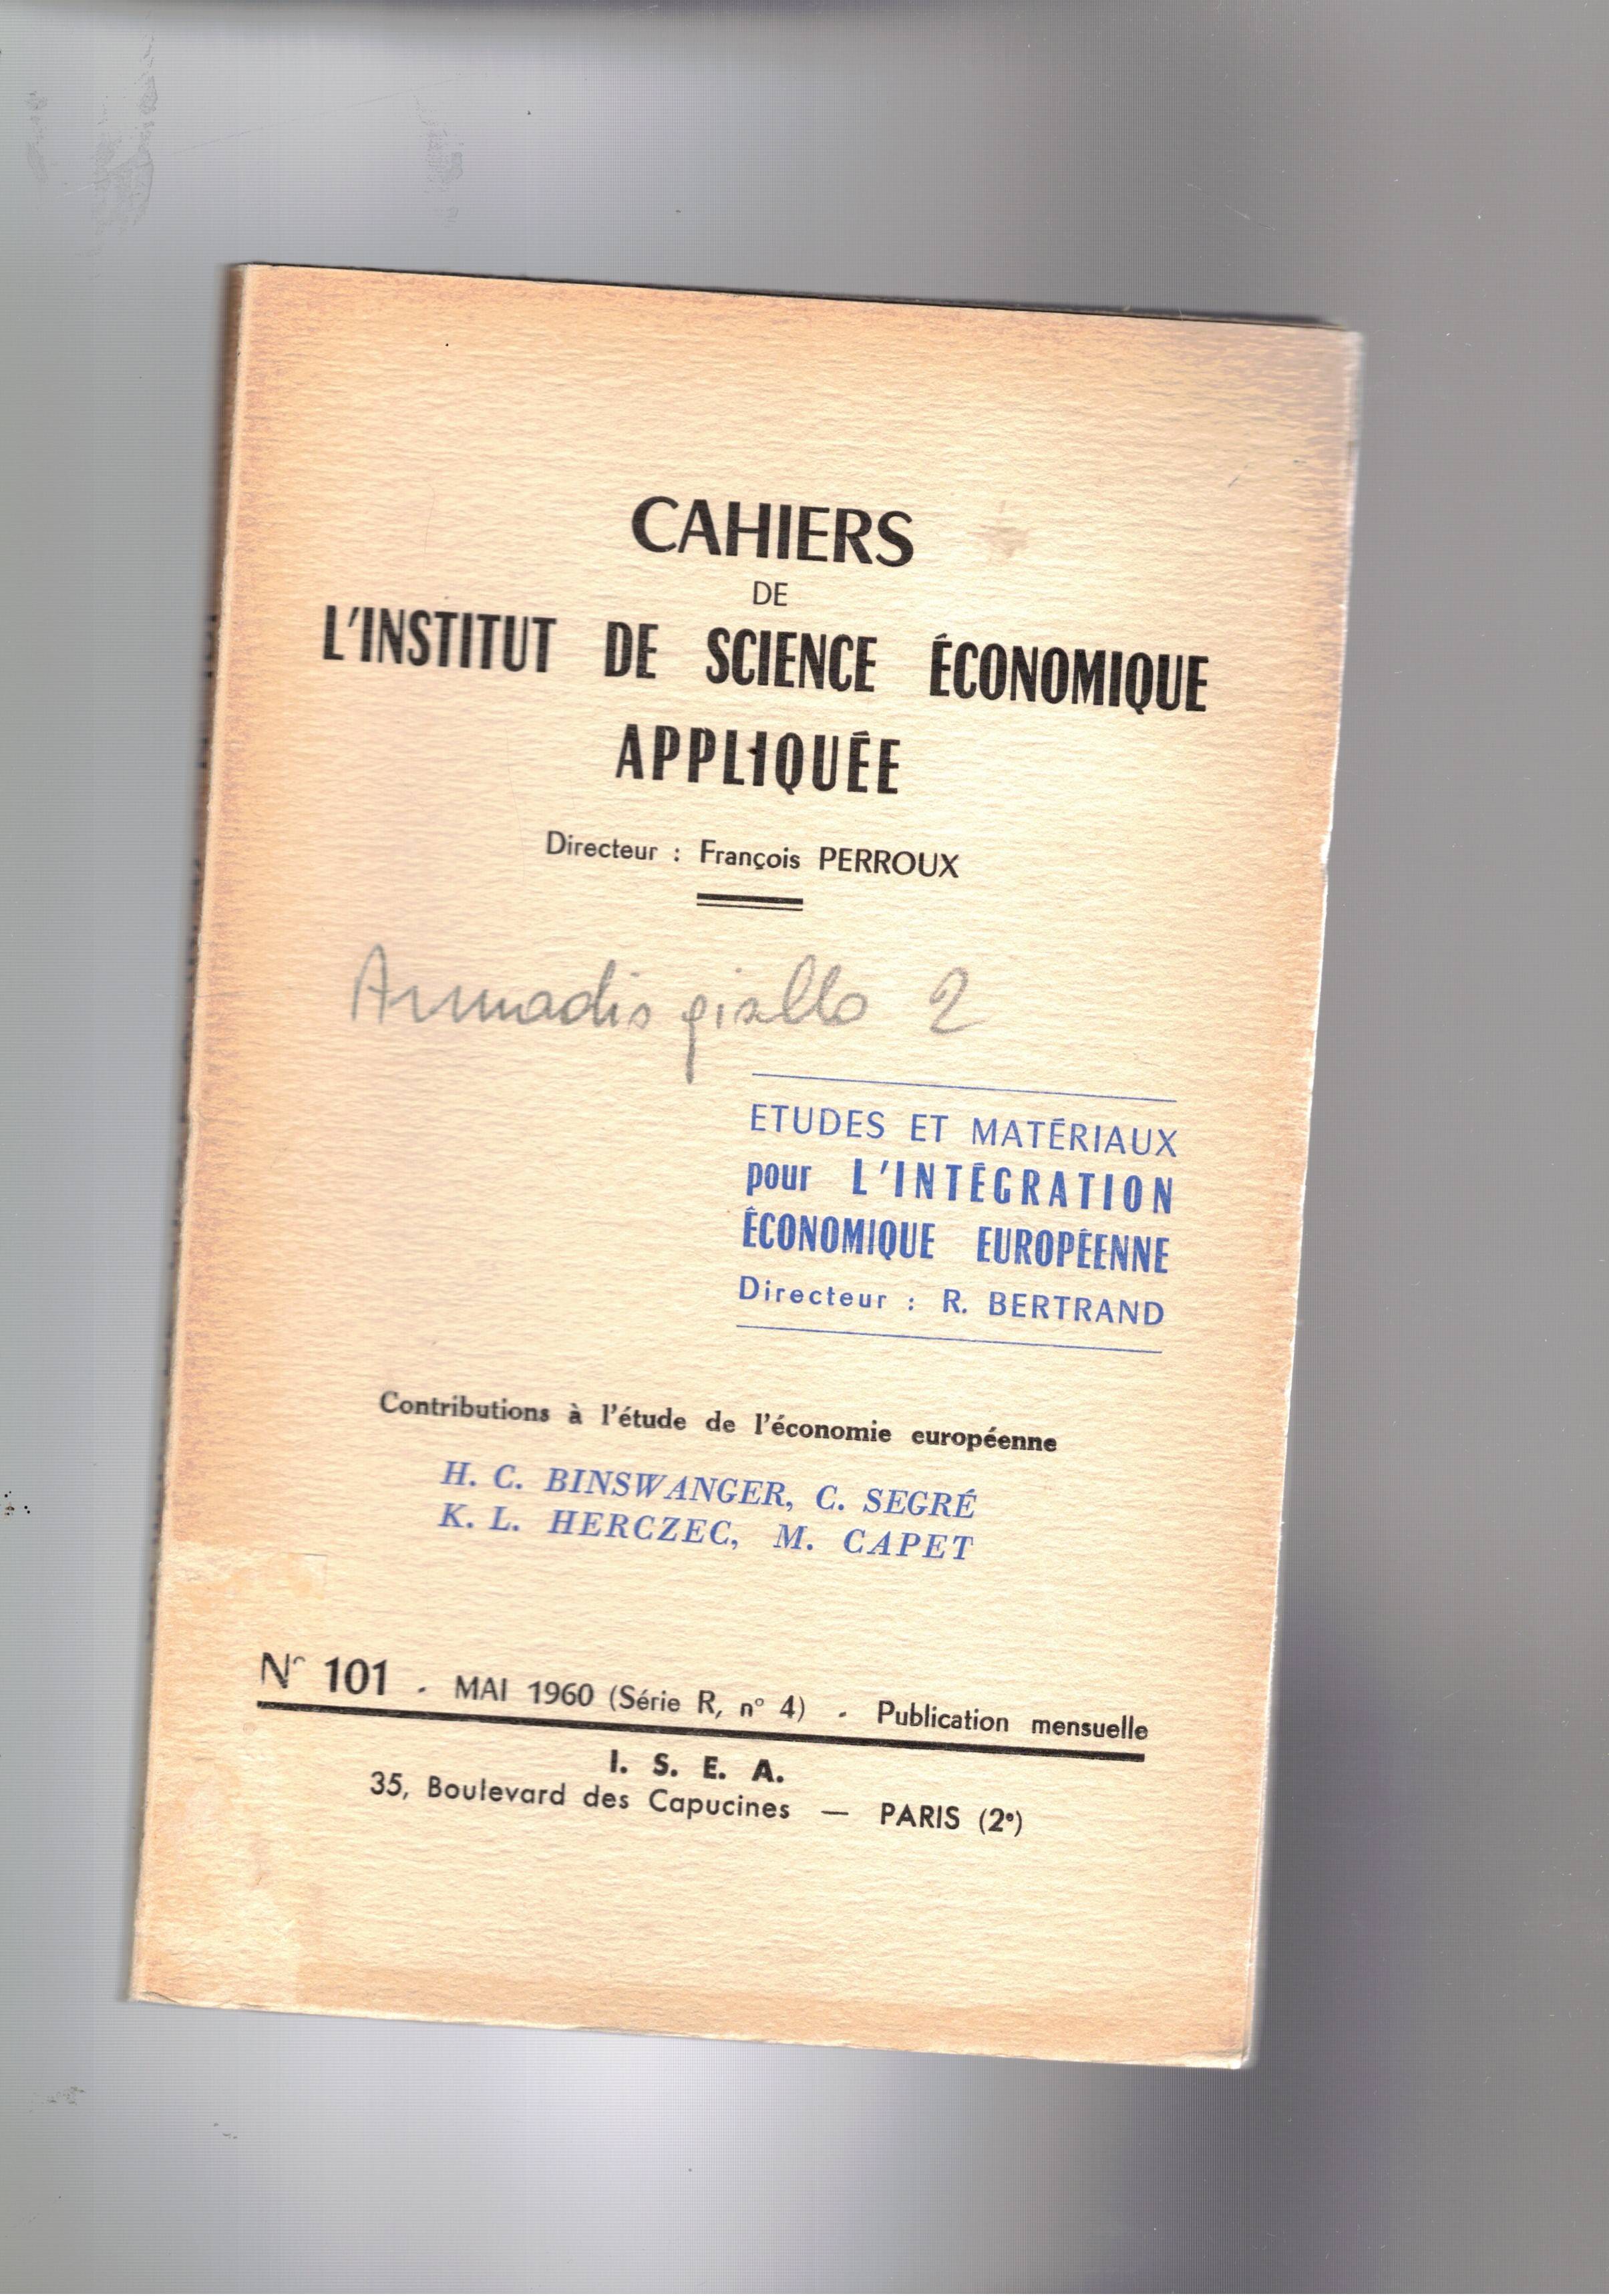 CAHIERS
DE
L'INSTITUT DE SCIENCE ÉCONOMIQUE
APPLIQUÉE
Directeur : François PERROUX
Armadio giallo 2
ETUDES ET MATÉRIAUX
pour L'INTÉGRATION
ÉCONOMIQUE EUROPÉENNE
Directeur : R. BERTRAND
Contributions à l'étude de l'économie européenne
H. C. BINSWANGER, C. SEGRÉ
K. L. HERCZEC, M. CAPET
N° 101 - MAI 1960 (Série R, n° 4) - Publication mensuelle
I. S. E. A.
35, Boulevard des Capucines — PARIS (2e)